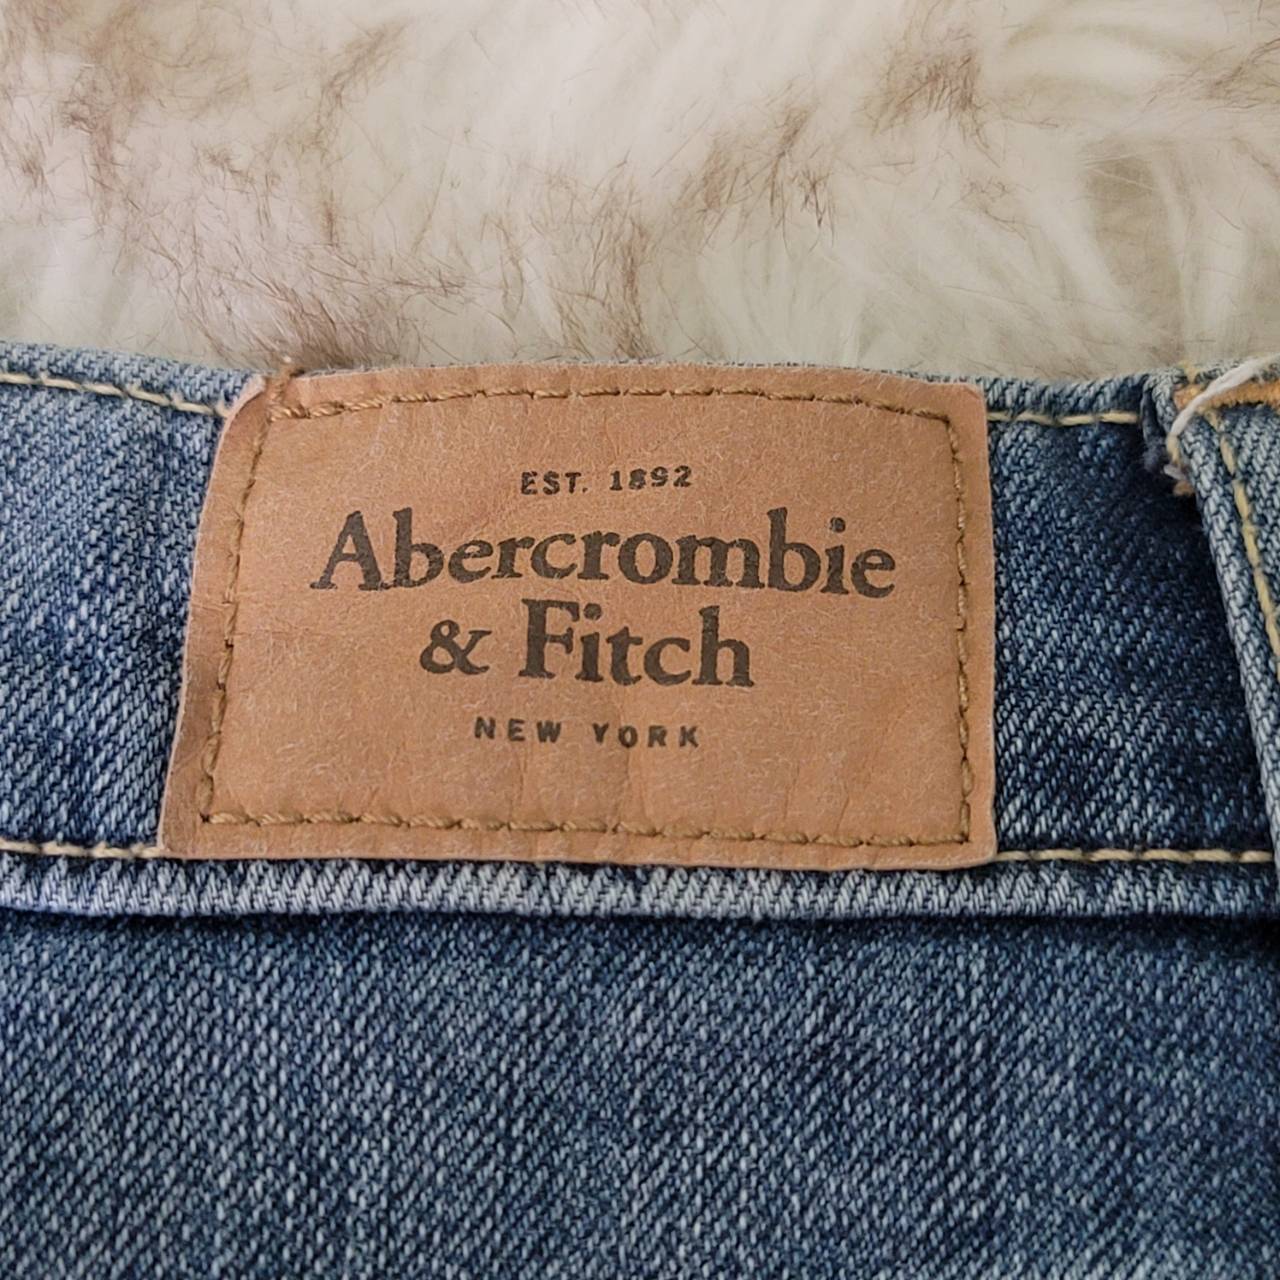 EST. 1892
Abercrombie
& Fitch
NEW YORK